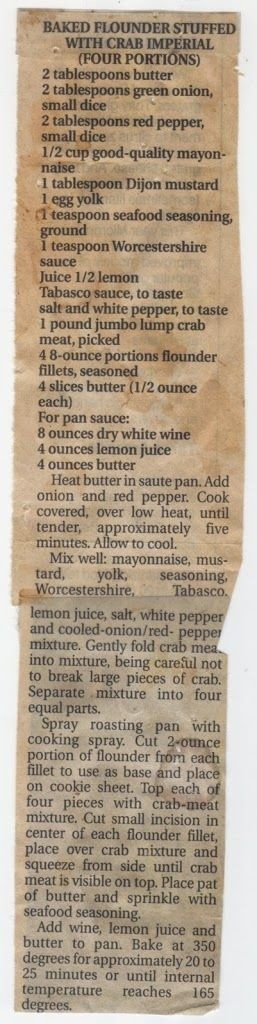 BAKED FLOUNDER STUFFED
WITH CRAB IMPERIAL
(FOUR PORTIONS)
2 tablespoons butter
2 tablespoons green onion,
small dice
2 tablespoons red pepper,
small dice
1/2 cup good-quality mayon-
naise
1 tablespoon Dijon mustard
1 egg yolk
1 teaspoon seafood seasoning,
ground
1 teaspoon Worcestershire
sauce
Juice 1/2 lemon
Tabasco sauce, to taste
salt and white pepper, to taste
1 pound jumbo lump crab
meat, picked
4 8-ounce portions flounder
fillets, seasoned
4 slices butter (1/2 ounce
each)
For pan sauce:
8 ounces dry white wine
4 ounces lemon juice
4 ounces butter
Heat butter in saute pan. Add
onion and red pepper. Cook
covered, over low heat, until
tender, approximately five
minutes. Allow to cool.
Mix well: mayonnaise, mus-
tard, yolk, seasoning,
Worcestershire, Tabasco,
lemon juice, salt, white pepper
and cooled-onion/red- pepper
mixture. Gently fold crab mea
into mixture, being careful not
to break large pieces of crab.
Separate mixture into four
equal parts.
Spray roasting pan with
cooking spray. Cut 2-ounce
portion of flounder from each
fillet to use as base and place
on cookie sheet. Top each of
four pieces with crab-meat
mixture. Cut small incision in
center of each flounder fillet,
place over crab mixture and
squeeze from side until crab
meat is visible on top. Place pat
of butter and sprinkle with
seafood seasoning.
Add wine, lemon juice and
butter to pan. Bake at 350
degrees for approximately 20 to
25 minutes or until internal
temperature reaches 165
degrees.